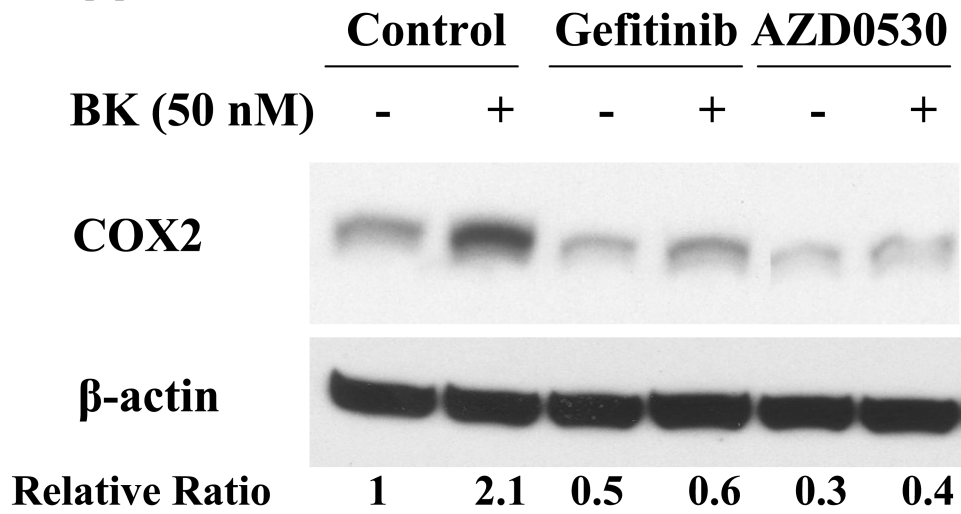 Control Gefitinib AZD0530
BK (50 nM) - + - + - +
COX2
β-actin
Relative Ratio 1 2.1 0.5 0.6 0.3 0.4